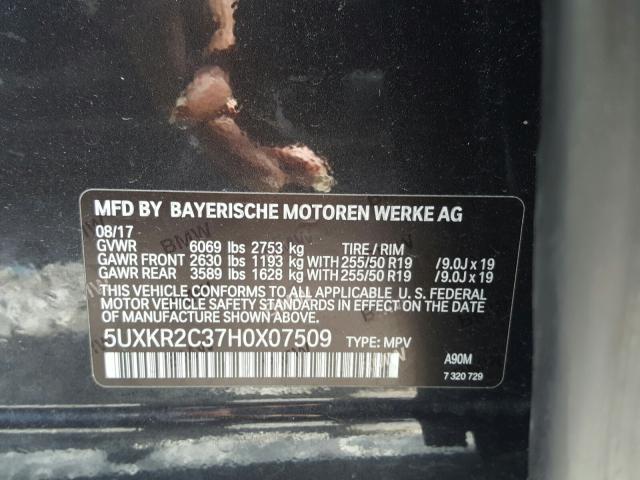 MFD BY BAYERISCHE MOTOREN WERKE AG
08/17
GVWR 6069 lbs 2753 kg TIRE / RIM
GAWR FRONT 2630 lbs 1193 kg WITH 255/50 R19 /9.0J x 19
GAWR REAR 3589 lbs 1628 kg WITH 255/50 R19 /9.0J x 19
THIS VEHICLE CONFORMS TO ALL APPLICABLE U. S. FEDERAL
MOTOR VEHICLE SAFETY STANDARDS IN EFFECT ON THE DATE
OF MANUFACTURE SHOWN ABOVE.
5UXKR2C37H0X07509 TYPE: MPV
A90M
7 320 729